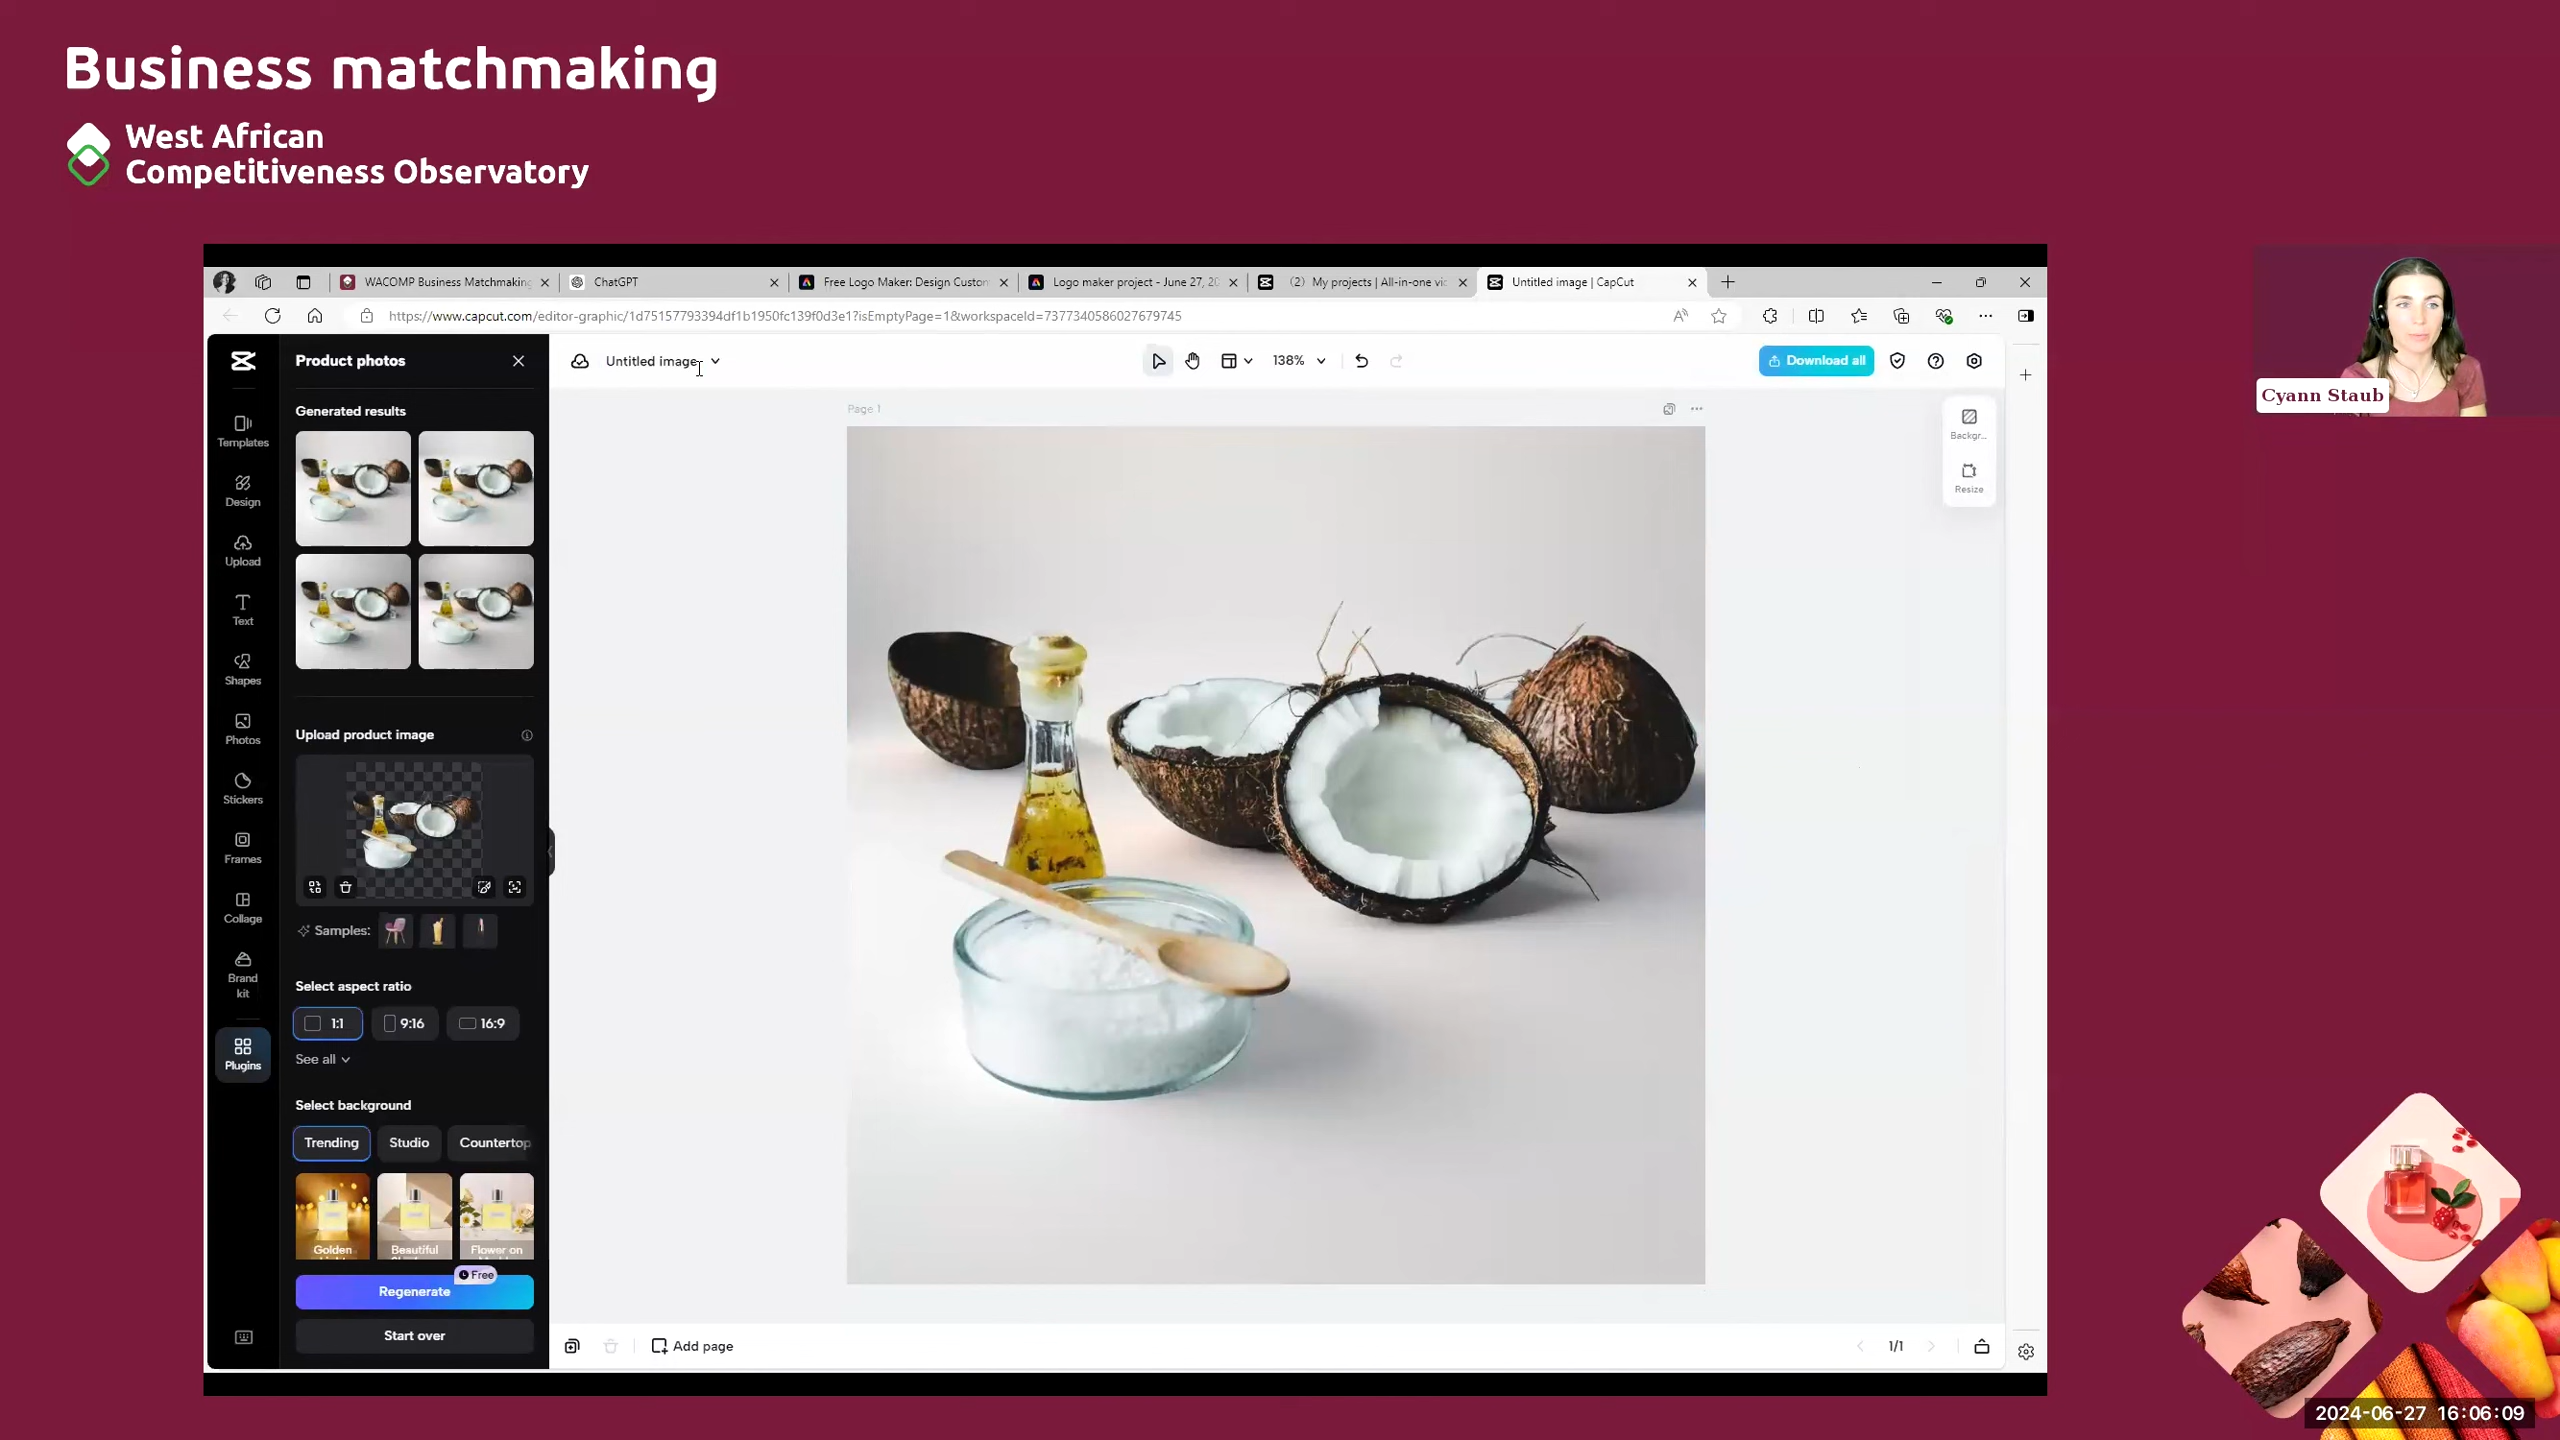 Business matchmaking
West African
Competitiveness Observatory
WACOMP Business Matchmaking
ChatGPT
Free Logo Maker: Design Custom
Logo maker project - June 27, 20
(2) My projects | All-in-one vi
Untitled image | CapCut
https://www.capcut.com/editor-graphic/1d75157793394df1b1950fc139f0d3e1?isEmptyPage=1&workspaceId=7377340586027679745
Product photos
Untitled image
138%
Download all
Generated results
Page 1
Backgr...
Resize
Templates
Design
Upload
Text
Shapes
Photos
Stickers
Frames
Collage
Brand
kit
Plugins
Upload product image
Samples:
Select aspect ratio
1:1
9:16
16:9
See all
Select background
Trending
Studio
Countertop
Golden
Beautiful
Flower on
Free
Regenerate
Start over
Add page
1/1
Cyann Staub
2024-06-27 16:06:09